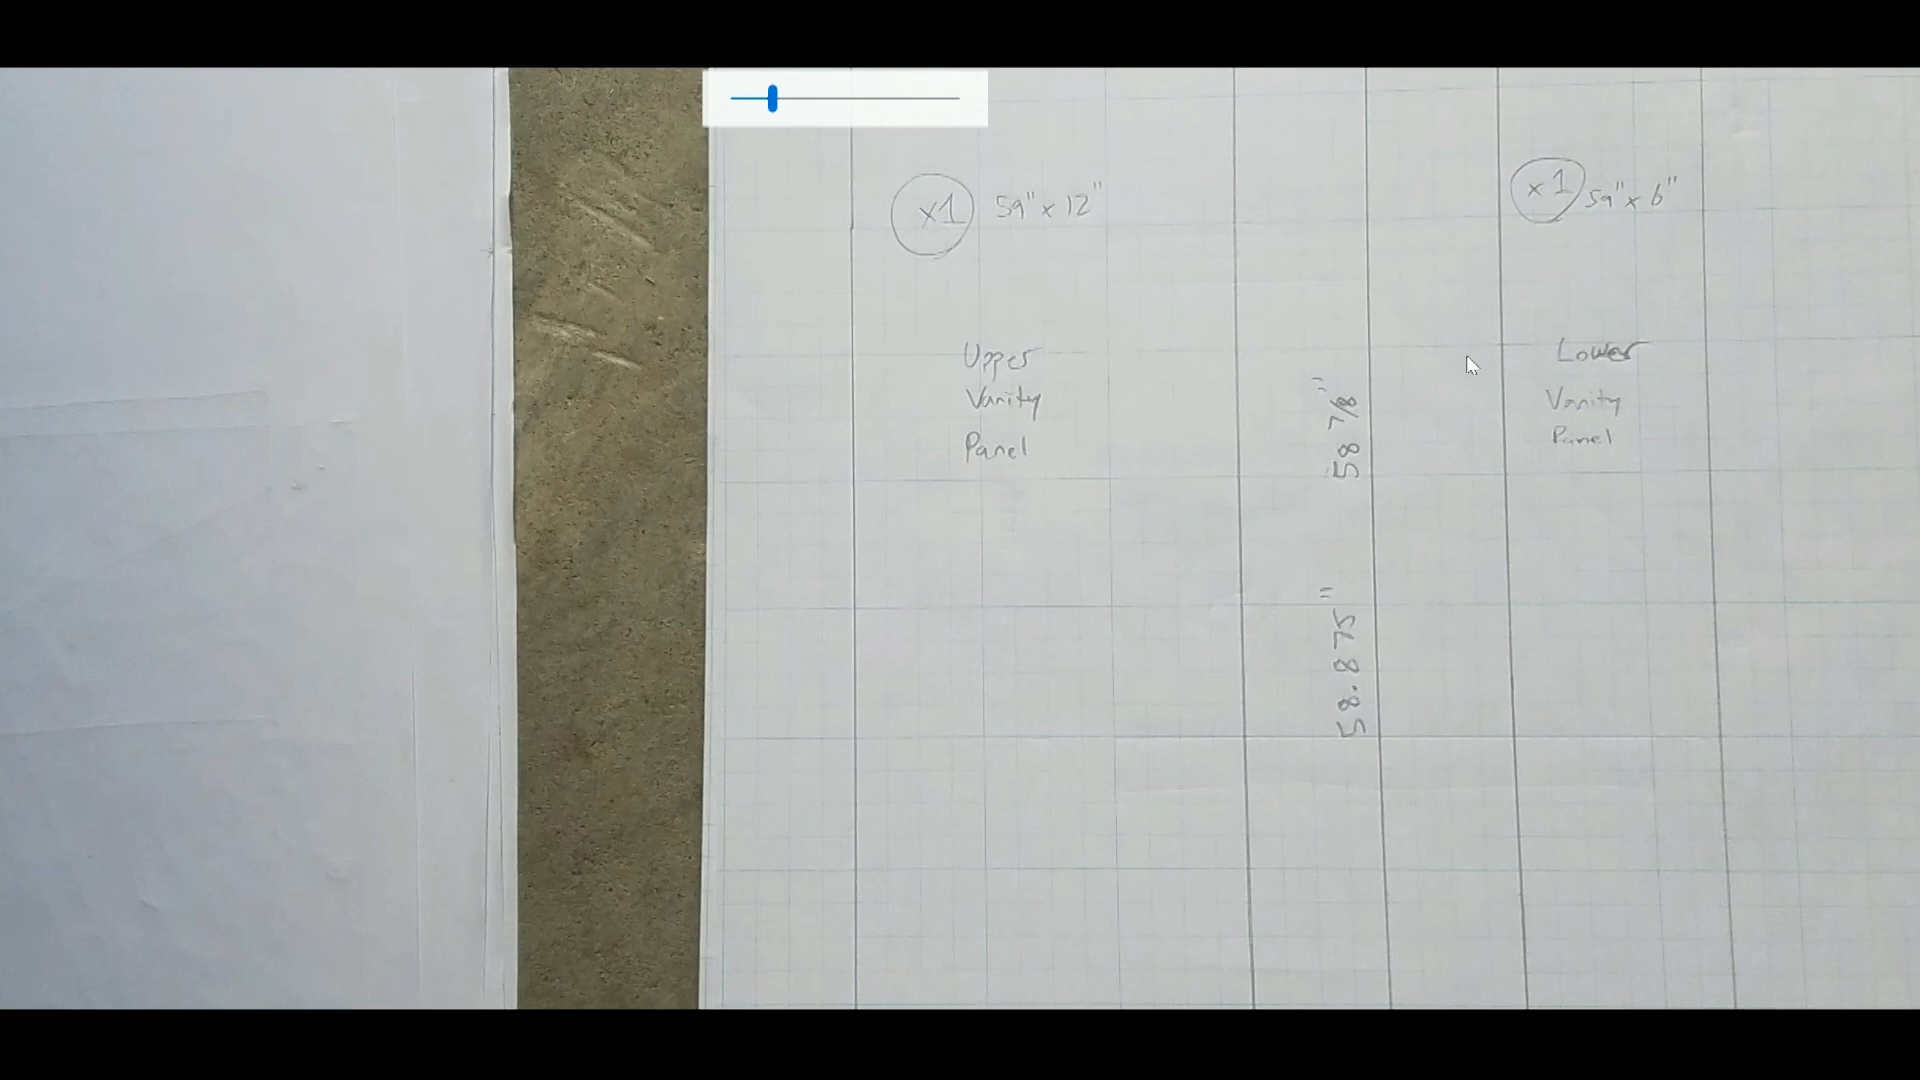 x1 59" x 12"
Upper
Vanity
Panel
58 7/8"
58.875"
x1 59" x 6"
Lower
Vanity
Panel